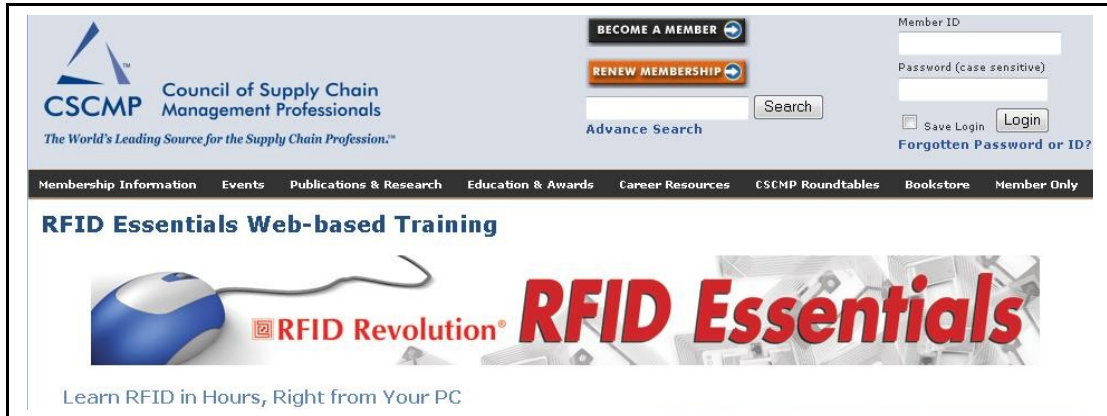 BECOME A MEMBER
RENEW MEMBERSHIP
Search
Advance Search
Member ID
Password (case sensitive)
Save Login Login
Forgotten Password or ID?
CSCMP
Council of Supply Chain
Management Professionals
The World's Leading Source for the Supply Chain Profession.™
Membership Information Events Publications & Research Education & Awards Career Resources CSCMP Roundtables Bookstore Member Only
RFID Essentials Web-based Training
RFID Revolution®
RFID Essentials
Learn RFID in Hours, Right from Your PC